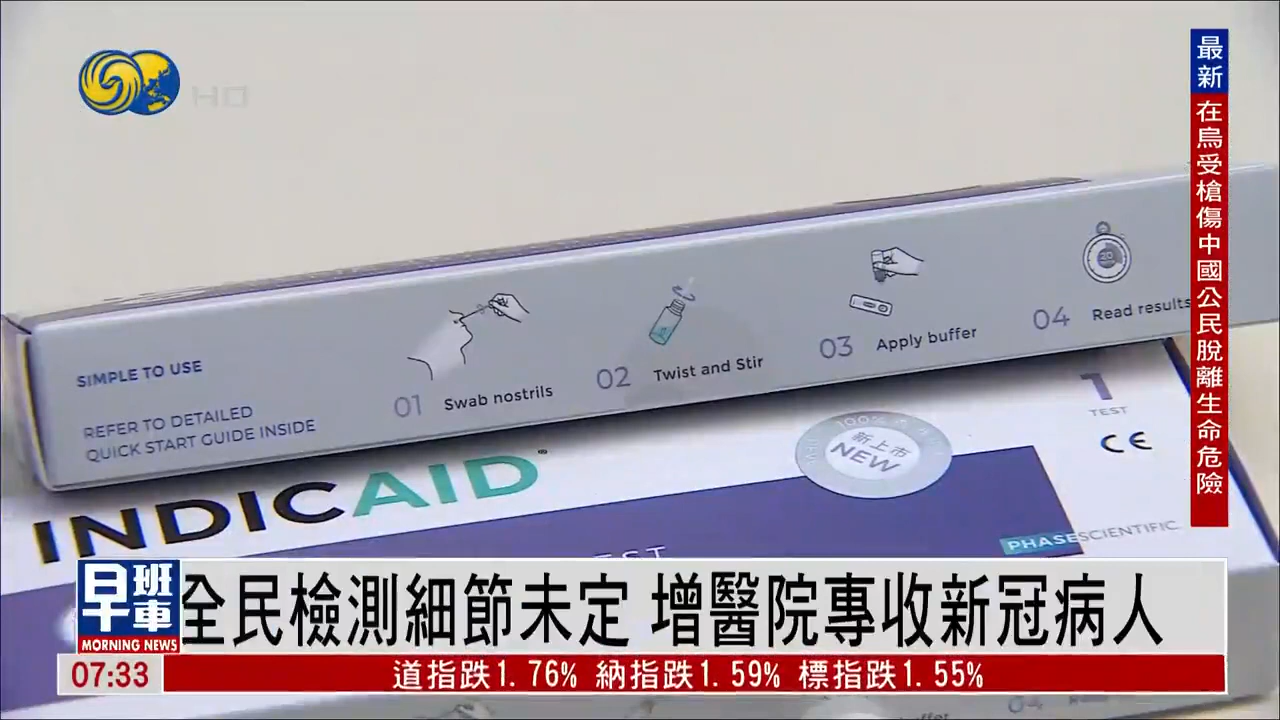 HD
最新
在烏受槍傷中國公民脫離生命危險
SIMPLE TO USE
REFER TO DETAILED
QUICK START GUIDE INSIDE
01 Swab nostrils
02 Twist and Stir
03 Apply buffer
04 Read results
20
1
TEST
CE
新上市
NEW
INDICAID
PHASESCIENTIFIC
早班車
MORNING NEWS
全民檢測細節未定 增醫院專收新冠病人
07:33
道指跌1.76% 納指跌1.59% 標指跌1.55%